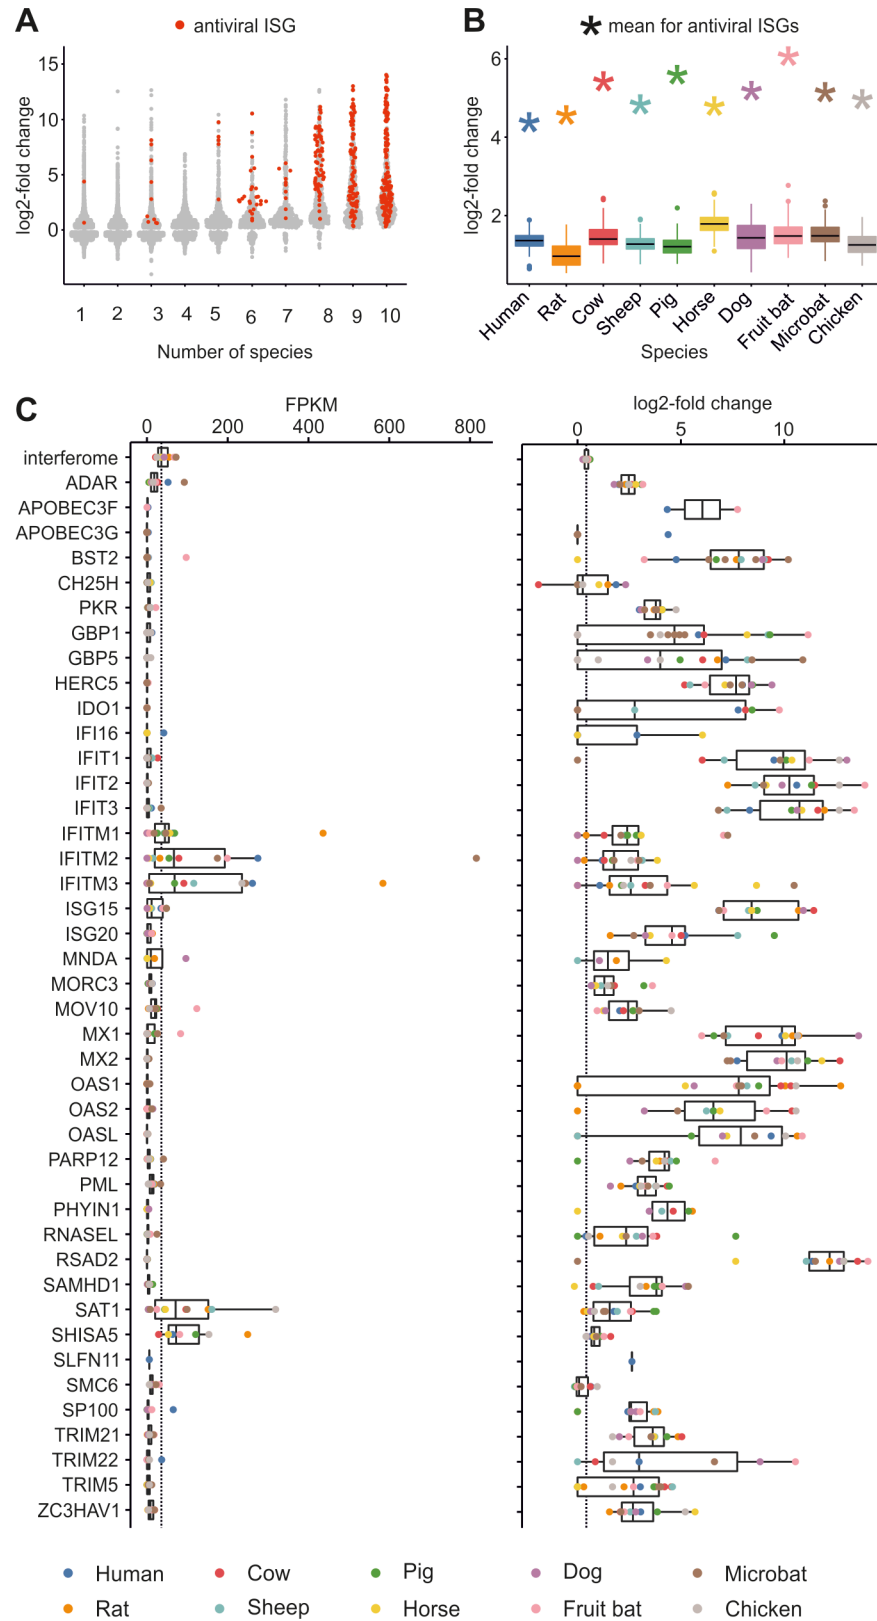 A
antiviral ISG
log2-fold change
15
10
5
0
1 2 3 4 5 6 7 8 9 10
Number of species
B
* mean for antiviral ISGs
log2-fold change
6
4
2
Human Rat Cow Sheep Pig Horse Dog Fruit bat Microbat Chicken
Species
C
FPKM
0 200 400 600 800
log2-fold change
0 5 10
interferome
ADAR
APOBEC3F
APOBEC3G
BST2
CH25H
PKR
GBP1
GBP5
HERC5
IDO1
IFI16
IFIT1
IFIT2
IFIT3
IFITM1
IFITM2
IFITM3
ISG15
ISG20
MNDA
MORC3
MOV10
MX1
MX2
OAS1
OAS2
OASL
PARP12
PML
PHYIN1
RNASEL
RSAD2
SAMHD1
SAT1
SHISA5
SLFN11
SMC6
SP100
TRIM21
TRIM22
TRIM5
ZC3HAV1
Human Cow Pig Dog Microbat
Rat Sheep Horse Fruit bat Chicken